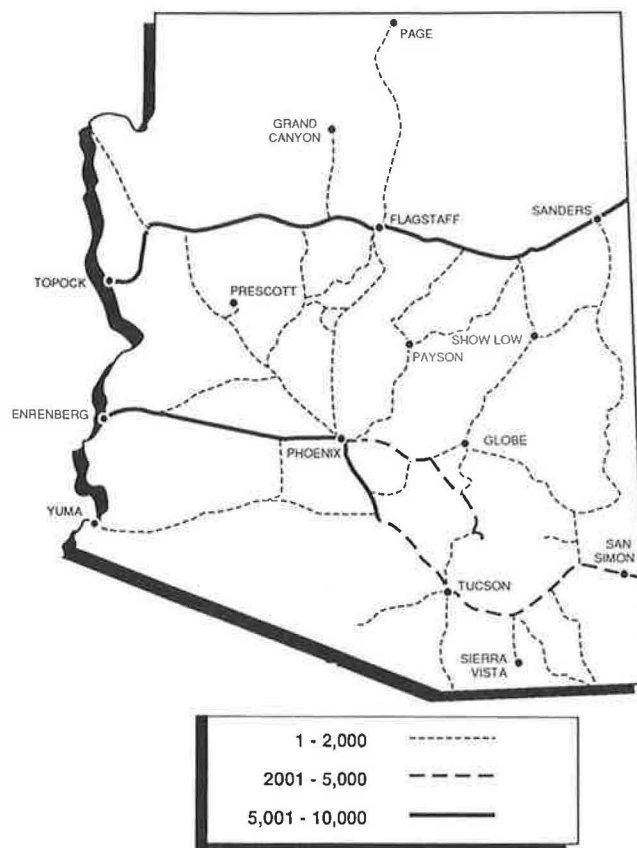 PAGE
GRAND
CANYON
FLAGSTAFF
SANDERS
TOPOCK
PRESCOTT
SHOW LOW
PAYSON
ENRENBERG
PHOENIX
GLOBE
YUMA
SAN
SIMON
TUCSON
SIERRA
VISTA
1 - 2,000
2001 - 5,000
5,001 - 10,000